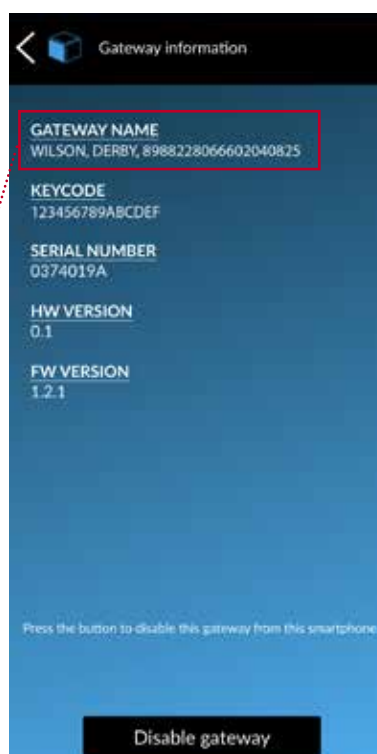 Gateway information
GATEWAY NAME
WILSON, DERBY, 8988228066602040825
KEYCODE
123456789ABCDEF
SERIAL NUMBER
0374019A
HW VERSION
0.1
FW VERSION
1.2.1
Press the button to disable this gateway from this smartphone
Disable gateway